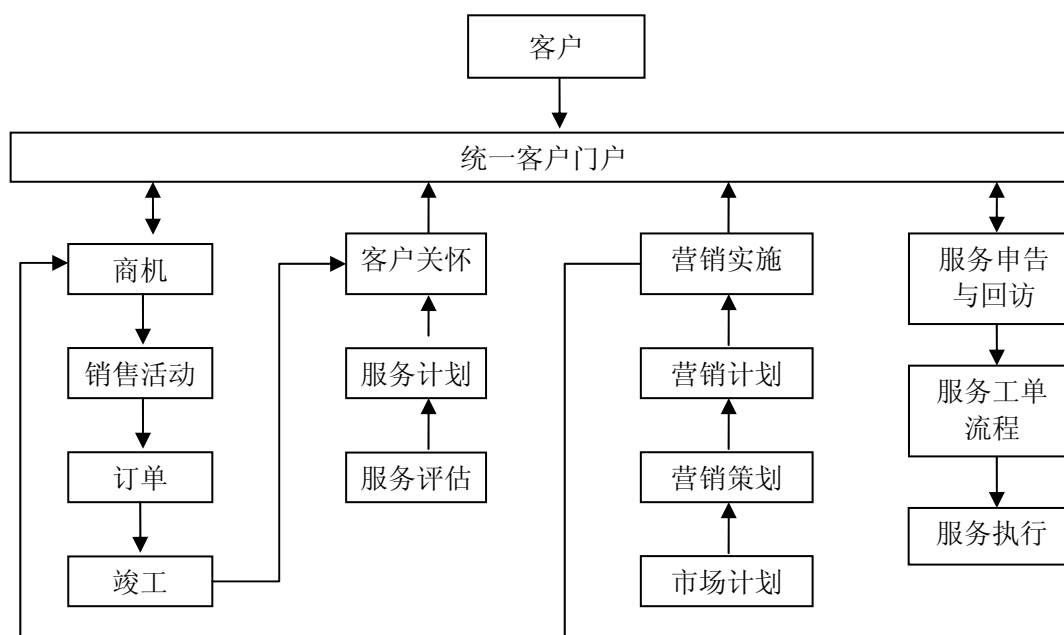 客户
统一客户门户
商机
销售活动
订单
竣工
客户关怀
服务计划
服务评估
营销实施
营销计划
营销策划
市场计划
服务申告
与回访
服务工单
流程
服务执行